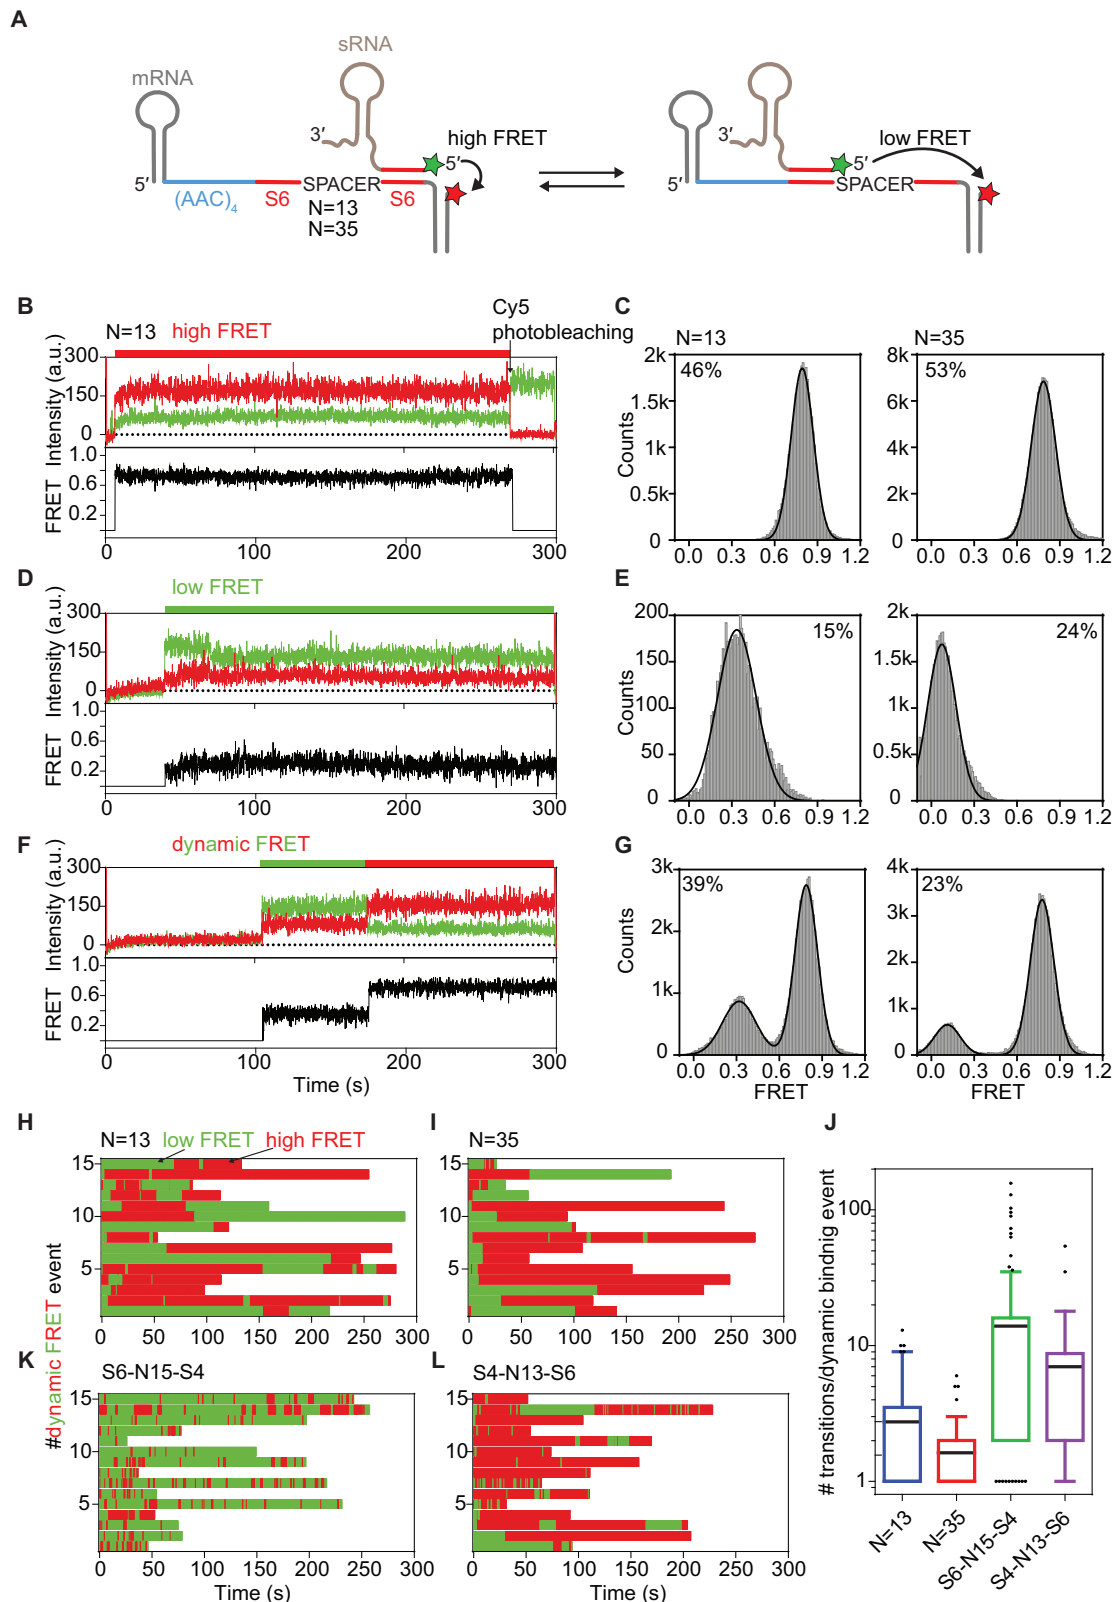 A
mRNA
sRNA
3′
5′
high FRET
5′
(AAC)4
S6
SPACER
S6
N=13
N=35
3′
5′
low FRET
5′
SPACER
B
N=13 high FRET
Cy5
photobleaching
Intensity (a.u.)
300
150
0
FRET
1.0
0.6
0.2
0 100 200 300
C
N=13
46%
Counts
2k
1.5k
1k
0.5k
0
0.0 0.3 0.6 0.9 1.2
N=35
53%
8k
6k
4k
2k
0
0.0 0.3 0.6 0.9 1.2
D
low FRET
Intensity (a.u.)
300
150
0
FRET
1.0
0.6
0.2
0 100 200 300
E
15%
Counts
200
150
100
50
0
0.0 0.3 0.6 0.9 1.2
24%
2k
1.5k
1k
0.5k
0
0.0 0.3 0.6 0.9 1.2
F
dynamic FRET
Intensity (a.u.)
300
150
0
FRET
1.0
0.6
0.2
0 100 200 300
Time (s)
G
39%
Counts
3k
2k
1k
0
0.0 0.3 0.6 0.9 1.2
FRET
23%
4k
3k
2k
1k
0
0.0 0.3 0.6 0.9 1.2
FRET
H
N=13 low FRET high FRET
15
10
5
0 50 100 150 200 250 300
#dynamic FRET event
I
N=35
0 50 100 150 200 250 300
J
# transitions/dynamic bindnig event
100
10
1
N=13
N=35
S6-N15-S4
S4-N13-S6
K
S6-N15-S4
15
10
5
0 50 100 150 200 250 300
Time (s)
L
S4-N13-S6
0 50 100 150 200 250 300
Time (s)